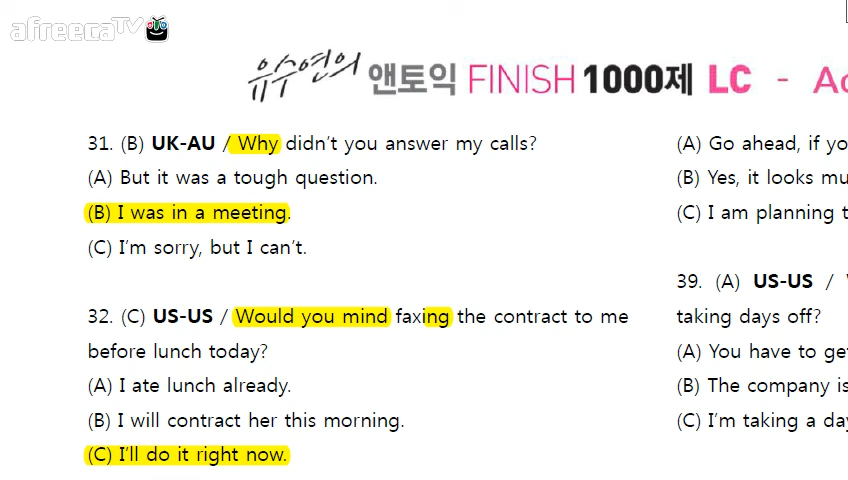 afreecaTV
유수연의 앤토익 FINISH 1000제 LC - Ac
31. (B) UK-AU / Why didn't you answer my calls?
(A) But it was a tough question.
(B) I was in a meeting.
(C) I'm sorry, but I can't.
32. (C) US-US / Would you mind faxing the contract to me
before lunch today?
(A) I ate lunch already.
(B) I will contract her this morning.
(C) I'll do it right now.
(A) Go ahead, if yo
(B) Yes, it looks mu
(C) I am planning t
39. (A) US-US /
taking days off?
(A) You have to ge
(B) The company is
(C) I'm taking a day